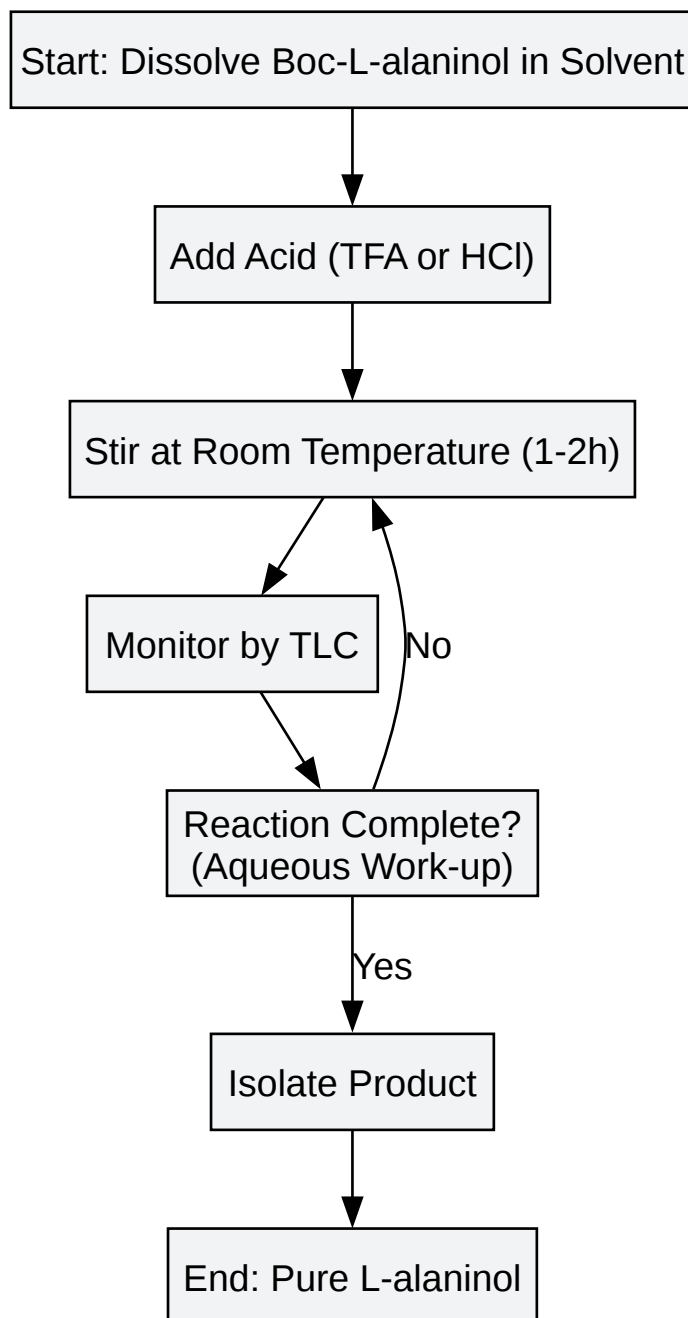 Start: Dissolve Boc-L-alaninol in Solvent
Add Acid (TFA or HCl)
Stir at Room Temperature (1-2h)
Monitor by TLC
No
Reaction Complete?
(Aqueous Work-up)
Yes
Isolate Product
End: Pure L-alaninol